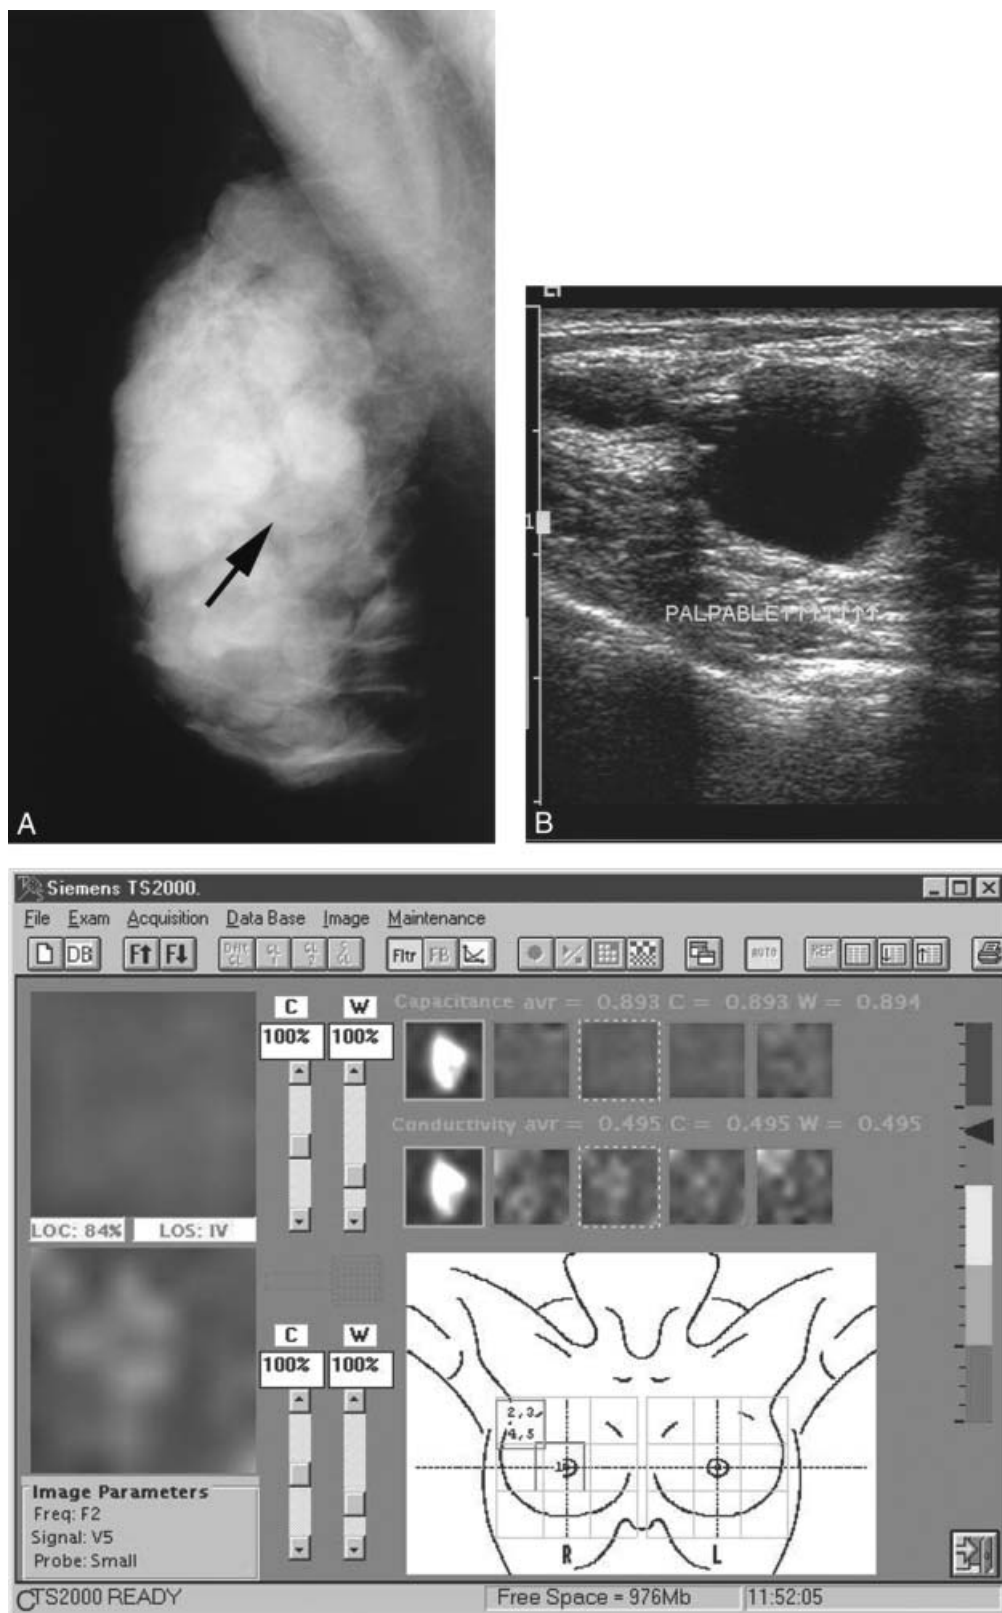 A
1
PALPABLE↑↑↑↑↑↑↑
B
Siemens TS2000.
File Exam Acquisition Data Base Image Maintenance
DB F↑ F↓ Fltr FB AUTO REP
C W Capacitance avr = 0.893 C = 0.893 W = 0.894
100% 100%
Conductivity avr = 0.495 C = 0.495 W = 0.495
LOC: 84% LOS: IV
C W
100% 100%
2,3,
4,5
1
Image Parameters
Freq: F2
Signal: V5
Probe: Small
R L
C
TS2000 READY Free Space = 976Mb 11:52:05